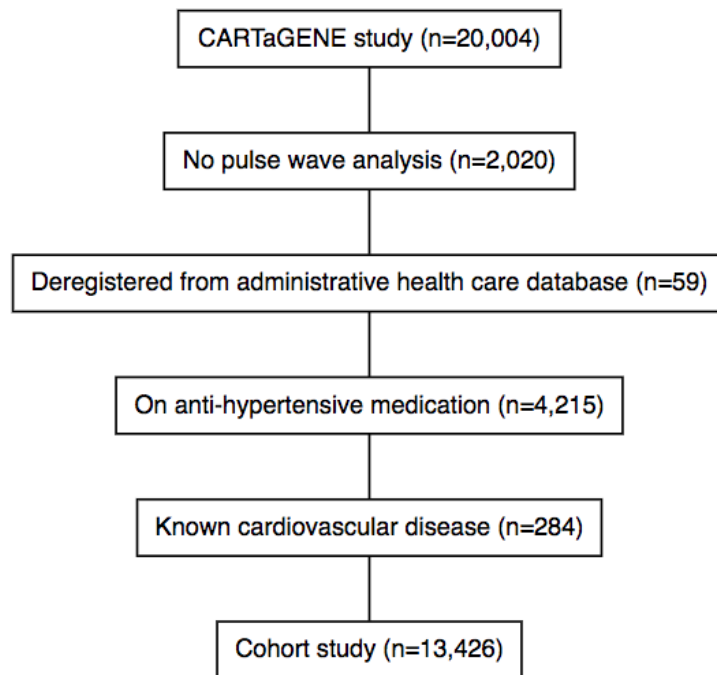 CARTaGENE study (n=20,004)
No pulse wave analysis (n=2,020)
Deregistered from administrative health care database (n=59)
On anti-hypertensive medication (n=4,215)
Known cardiovascular disease (n=284)
Cohort study (n=13,426)